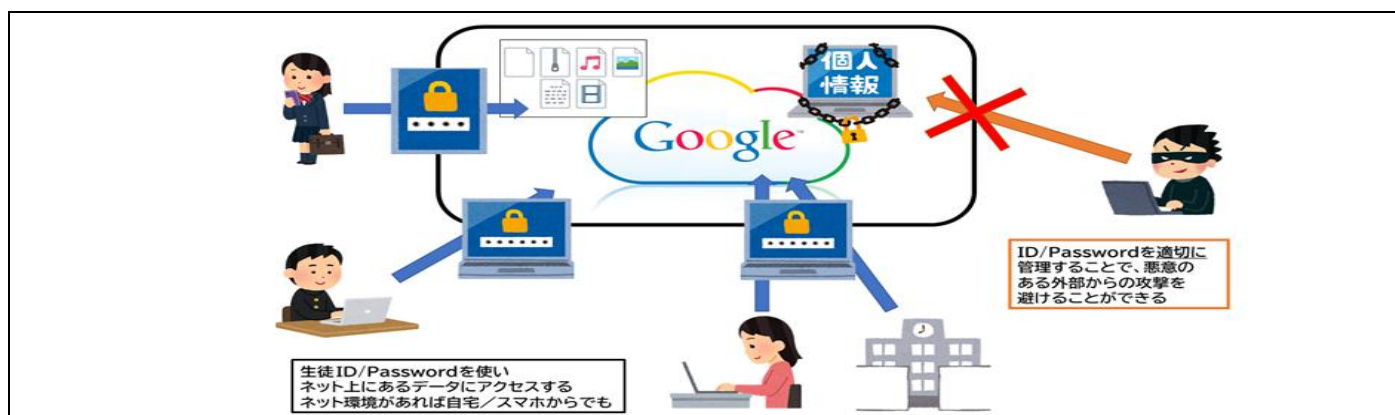 個人
情報
Google
ID/Passwordを適切に
管理することで、悪意の
ある外部からの攻撃を
避けることができる
生徒ID/Passwordを使い
ネット上にあるデータにアクセスする
ネット環境があれば自宅／スマホからでも